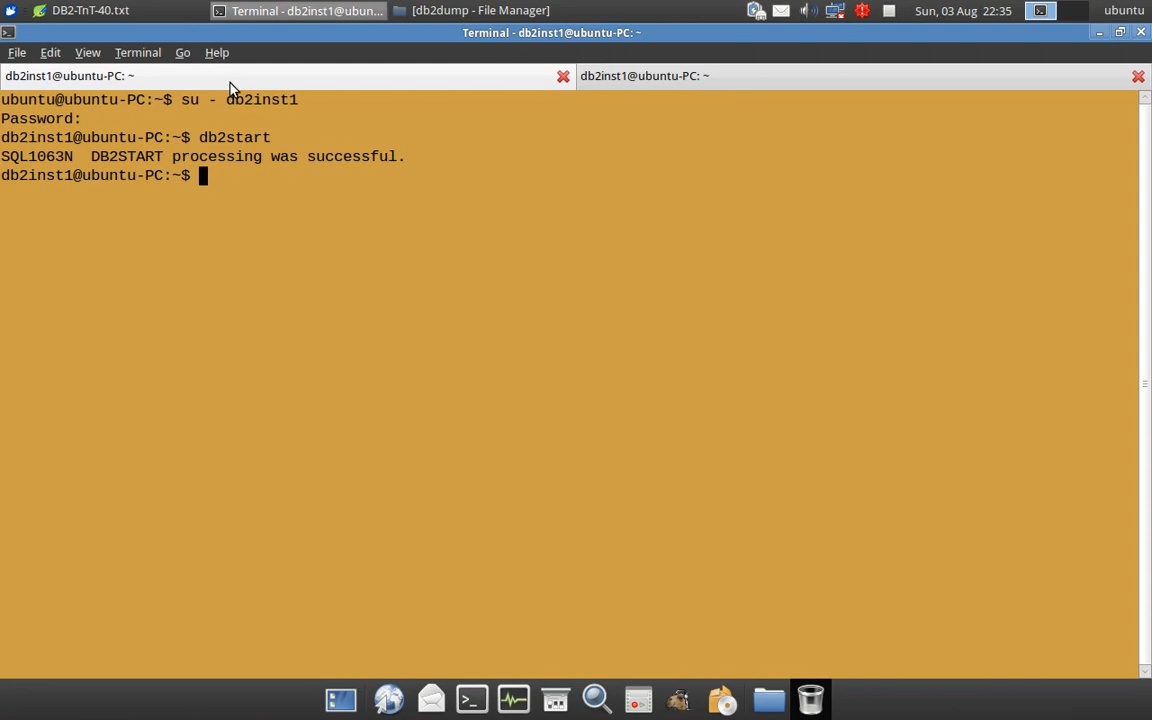 DB2-TnT-40.txt
Terminal - db2inst1@ubun...
[db2dump - File Manager]
Sun, 03 Aug 22:35
ubuntu
Terminal - db2inst1@ubuntu-PC: ~
File Edit View Terminal Go Help
db2inst1@ubuntu-PC: ~
db2inst1@ubuntu-PC: ~
ubuntu@ubuntu-PC:~$ su - db2inst1
Password:
db2inst1@ubuntu-PC:~$ db2start
SQL1063N  DB2START processing was successful.
db2inst1@ubuntu-PC:~$